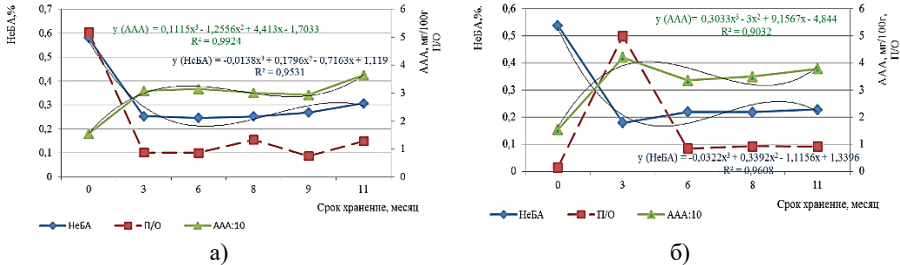 НеБА,%
ААА, мг/100г
П/О
0,7
0,6
0,5
0,4
0,3
0,2
0,1
0
6
5
4
3
2
1
0
y (ААА) = 0,1115x³ - 1,2556x² + 4,413x - 1,7033
R² = 0,9924
y (НеБА) = -0,0138x³ + 0,1796x² - 0,7163x + 1,119
R² = 0,9531
0 3 6 8 9 11
Срок хранение, месяц
НеБА П/О ААА:10
а)
НеБА,%.
ААА, мг/100г,
П/О
0,6
0,5
0,4
0,3
0,2
0,1
0
6
5
4
3
2
1
0
y (ААА)= 0,3033x³ - 3x² + 9,1567x - 4,844
R² = 0,9032
y (НеБА) = -0,0322x³ + 0,3392x² - 1,1156x + 1,3396
R² = 0,9608
0 3 6 8 11
Срок хранение, месяц
НеБА П/О ААА:10
б)